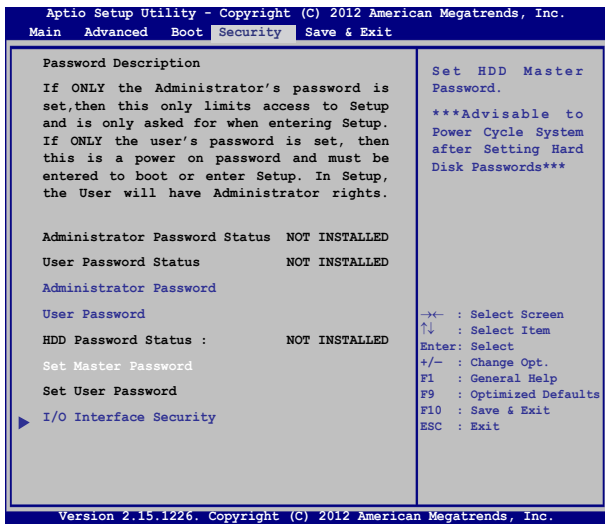 Aptio Setup Utility - Copyright (C) 2012 American Megatrends, Inc.
Main Advanced Boot Security Save & Exit
Password Description
If ONLY the Administrator's password is
set,then this only limits access to Setup
and is only asked for when entering Setup.
If ONLY the user's password is set, then
this is a power on password and must be
entered to boot or enter Setup. In Setup,
the User will have Administrator rights.
Administrator Password Status NOT INSTALLED
User Password Status NOT INSTALLED
Administrator Password
User Password
HDD Password Status : NOT INSTALLED
Set Master Password
Set User Password
I/O Interface Security
Set HDD Master
Password.
***Advisable to
Power Cycle System
after Setting Hard
Disk Passwords***
→← : Select Screen
↑↓ : Select Item
Enter: Select
+/— : Change Opt.
F1 : General Help
F9 : Optimized Defaults
F10 : Save & Exit
ESC : Exit
Version 2.15.1226. Copyright (C) 2012 American Megatrends, Inc.